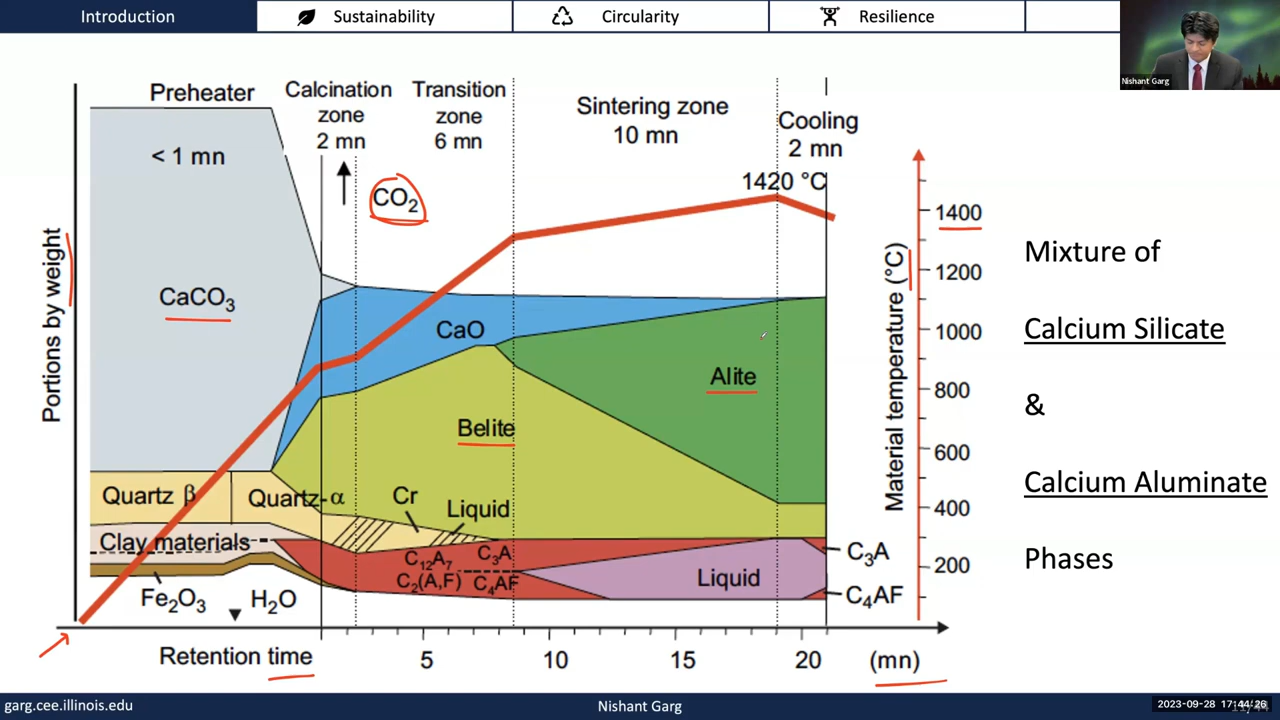 Introduction
Sustainability
Circularity
Resilience
Nishant Garg
Preheater
< 1 mn
Calcination
zone
2 mn
Transition
zone
6 mn
Sintering zone
10 mn
Cooling
2 mn
1420 °C
CO₂
Portions by weight
CaCO₃
CaO
Alite
Belite
Quartz β
Quartz-α
Cr
Liquid
Clay materials
C₁₂A₇
C₃A
C₂(A,F)
C₄AF
Liquid
C₃A
C₄AF
Fe₂O₃
H₂O
Retention time
5
10
15
20
(mn)
Material temperature (°C)
1400
1200
1000
800
600
400
200
Mixture of
Calcium Silicate
&
Calcium Aluminate
Phases
garg.cee.illinois.edu
Nishant Garg
2023-09-28 17:44:26